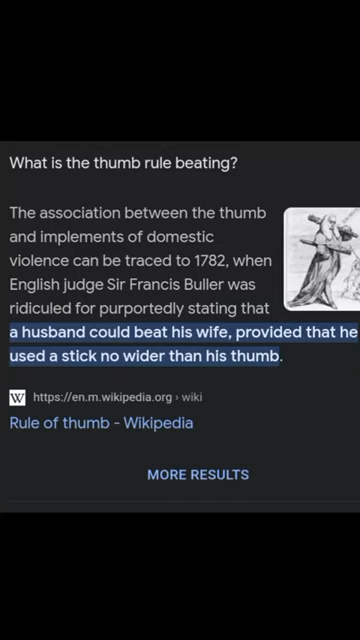 What is the thumb rule beating?
The association between the thumb
and implements of domestic
violence can be traced to 1782, when
English judge Sir Francis Buller was
ridiculed for purportedly stating that
a husband could beat his wife, provided that he
used a stick no wider than his thumb.
W https://en.m.wikipedia.org › wiki
Rule of thumb - Wikipedia
MORE RESULTS